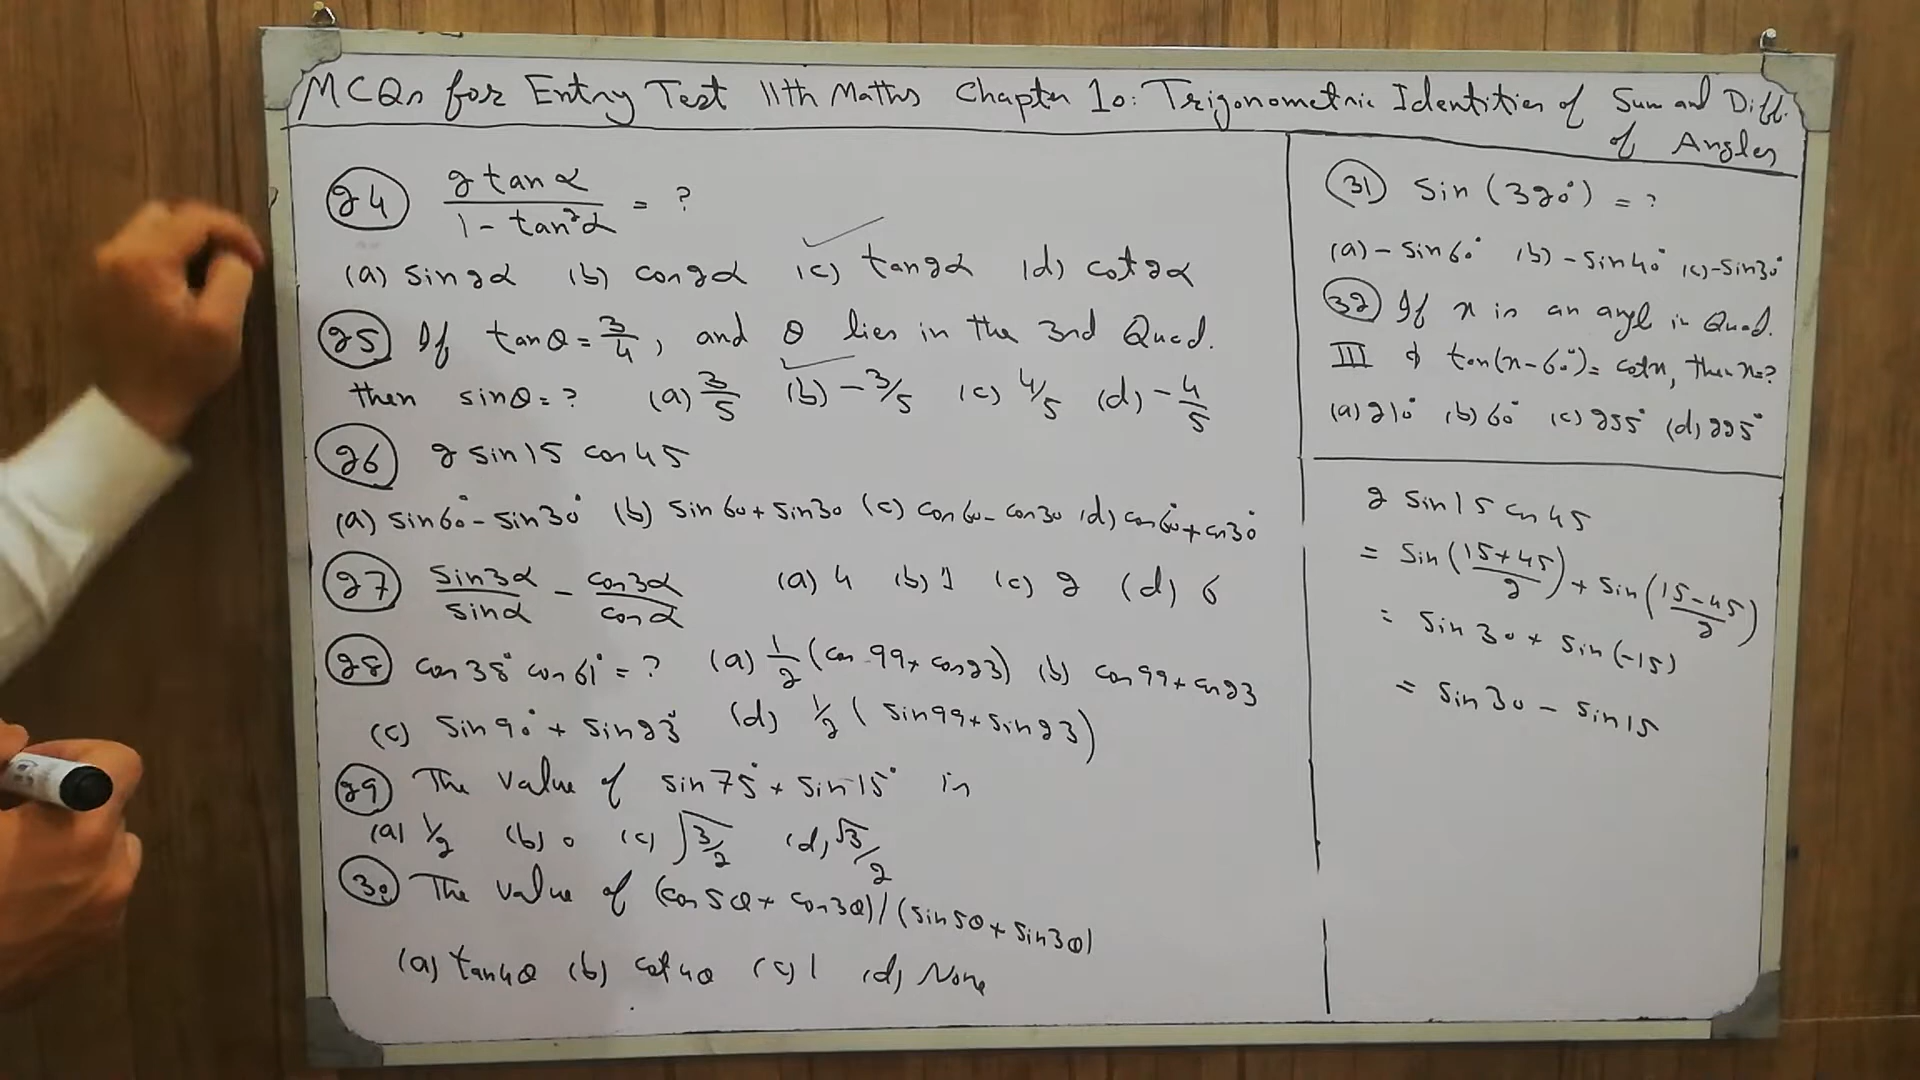 MCQs for Entry Test 11th Maths Chapter 10: Trigonometric Identities of Sum and Diff.
of Angles
24 2 tan α / 1 - tan²α = ?
(a) sin 2α (b) cos 2α (c) tan 2α (d) cot 2α
25 If tan θ = 3/4, and θ lies in the 3rd Quad.
then sin θ = ? (a) 3/5 (b) -3/5 (c) 4/5 (d) -4/5
26 2 sin 15 cos 45
(a) sin 60° - sin 30° (b) sin 60 + sin 30 (c) cos 60 - cos 30 (d) cos 60° + cos 30°
27 sin 3α / sin α - cos 3α / cos α (a) 4 (b) 1 (c) 2 (d) 6
28 cos 38° cos 61° = ? (a) 1/2 (cos 99 + cos 23) (b) cos 99 + cos 23
(c) sin 90° + sin 23° (d) 1/2 (sin 99 + sin 23)
29 The value of sin 75° + sin 15° is
(a) 1/2 (b) 0 (c) √(3/2) (d) √3/2
30 The value of (cos 5θ + cos 3θ) / (sin 5θ + sin 3θ)
(a) tan 4θ (b) cot 4θ (c) 1 (d) None
31 Sin (320°) = ?
(a) - sin 60° (b) - sin 40° (c) - sin 30°
32 If x is an angl in Quad.
III & tan(x - 60°) = cot x, then x = ?
(a) 210° (b) 60° (c) 255° (d) 225°
2 sin 15 cos 45
= Sin (15 + 45 / 2) + sin (15 - 45 / 2)
= sin 30 + sin (-15)
= sin 30 - sin 15